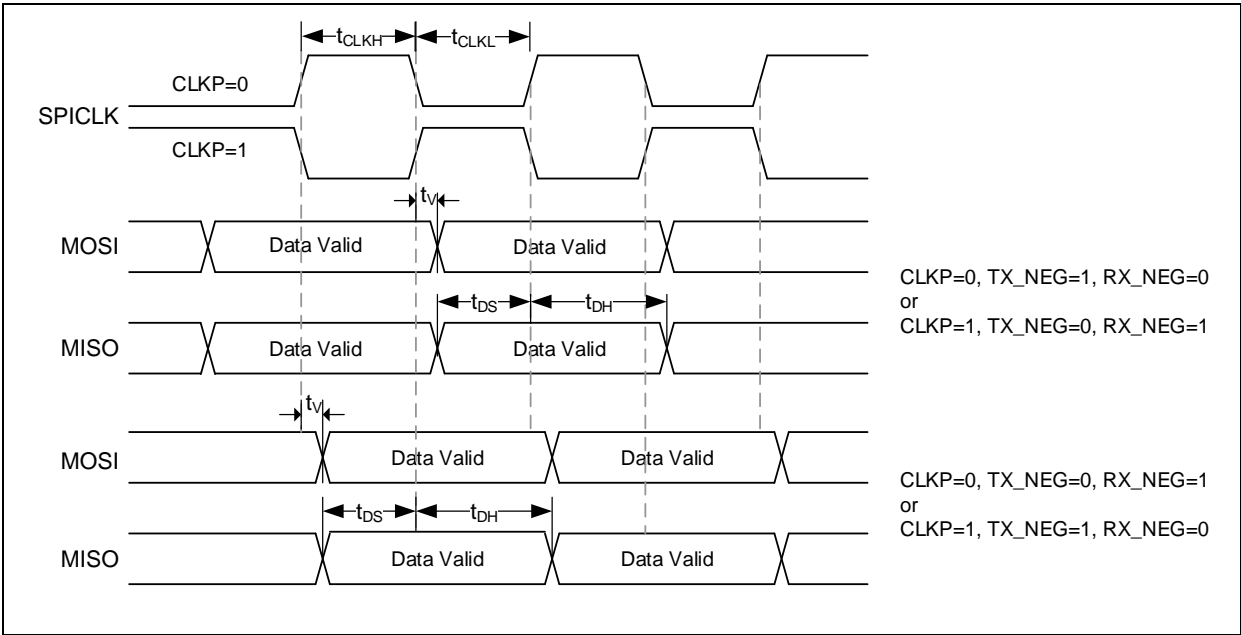 tCLKH
tCLKL
CLKP=0
SPICLK
CLKP=1
tV
MOSI
Data Valid
Data Valid
CLKP=0, TX_NEG=1, RX_NEG=0
or
CLKP=1, TX_NEG=0, RX_NEG=1
tDS
tDH
MISO
Data Valid
Data Valid
tV
MOSI
Data Valid
Data Valid
CLKP=0, TX_NEG=0, RX_NEG=1
or
CLKP=1, TX_NEG=1, RX_NEG=0
tDS
tDH
MISO
Data Valid
Data Valid